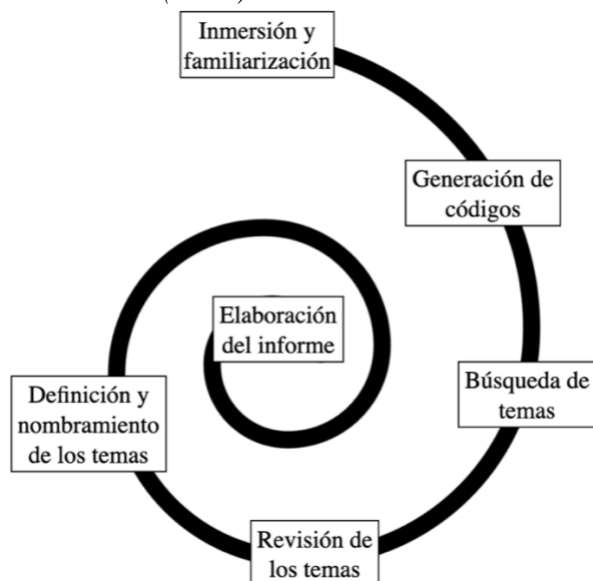 Inmersión y
familiarización
Generación de
códigos
Búsqueda de
temas
Revisión de
los temas
Definición y
nombramiento
de los temas
Elaboración
del informe